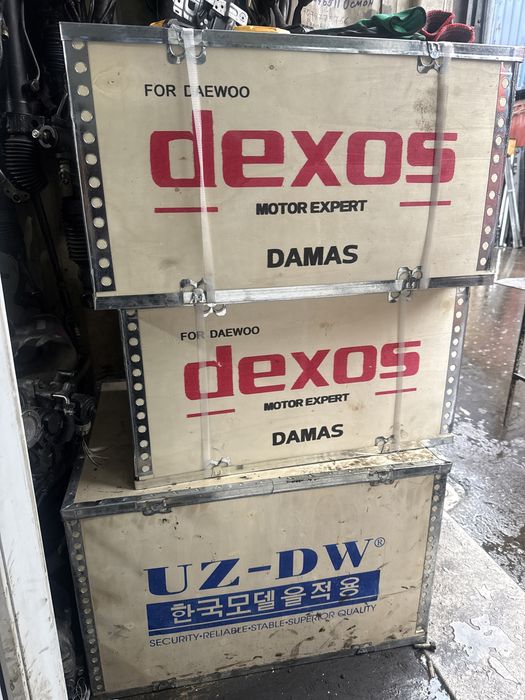 FOR DAEWOO
dexos
MOTOR EXPERT
DAMAS
FOR DAEWOO
dexos
MOTOR EXPERT
DAMAS
UZ-DW®
한국모델을적용
SECURITY·RELIABLE·STABLE·SUPERIOR QUALITY